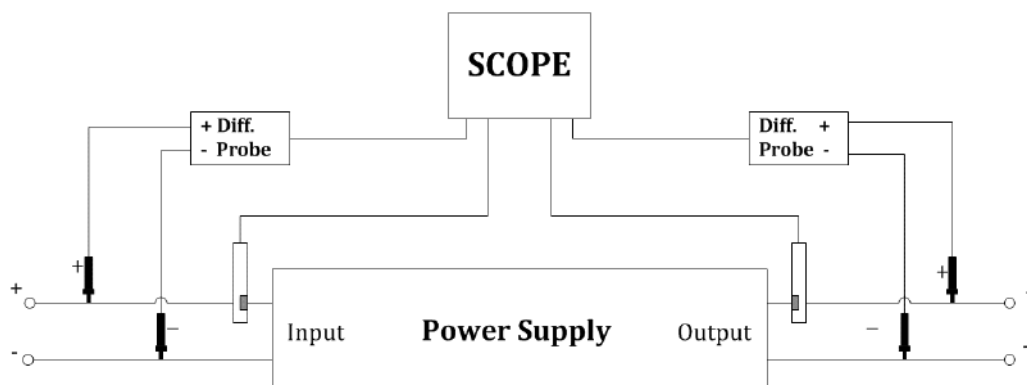 SCOPE
+ Diff.
- Probe
Diff. +
Probe -
+
+
+
-
-
-
-
Input
Power Supply
Output